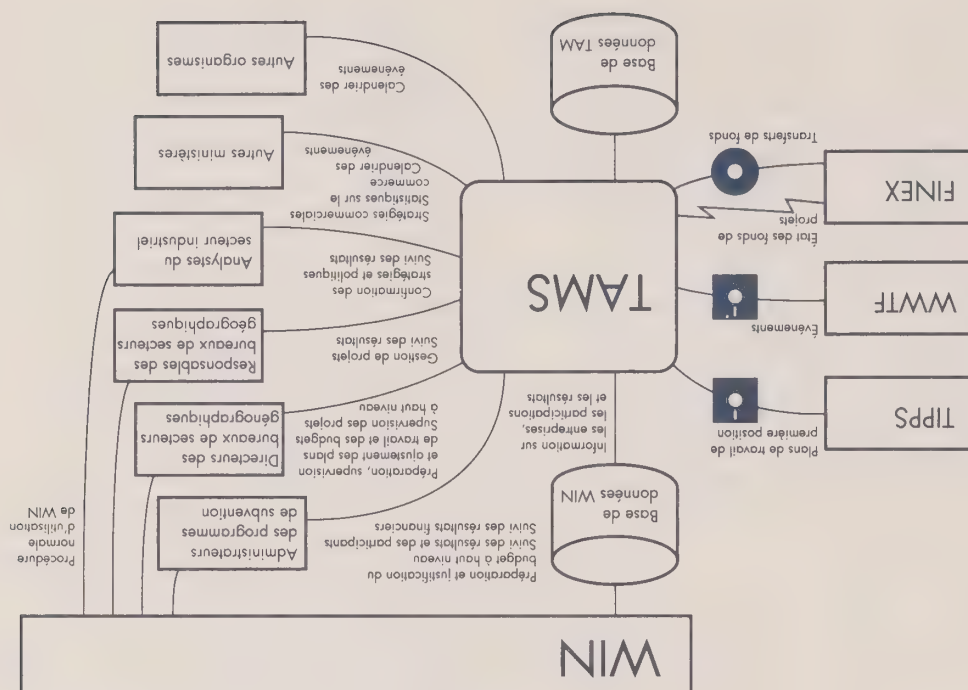 WIN
Base de
données WIN
Préparation et justification du
budget à haut niveau
Suivi des résultats et des participants
Suivi des résultats financiers
Administrateurs
des programmes
de subvention
Procédure
normale
d'utilisation
de WIN
TIPPS
Plans de travail de
première position
Information sur
les entreprises,
les participations
et les résultats
Préparation, supervision
et ejustement des plans
de travail et des budgets
Supervision des projets
à haut niveau
Directeurs des
bureaux de secteurs
génographiques
WWTF
Événements
TAMS
Gestion de projets
Suivi des résultats
Responsables des
bureaux de secteurs
géographiques
Confirmation des
stratégies et politiques
Suivi des résultats
Analystes du
secteur industriel
FINEX
État des fonds de
projets
Transferts de fonds
Stratégies commerciales
Statistiques sur le
commerce
Calendrier des
événements
Autres ministères
Base de
données TAM
Calendrier des
événements
Autres organismes